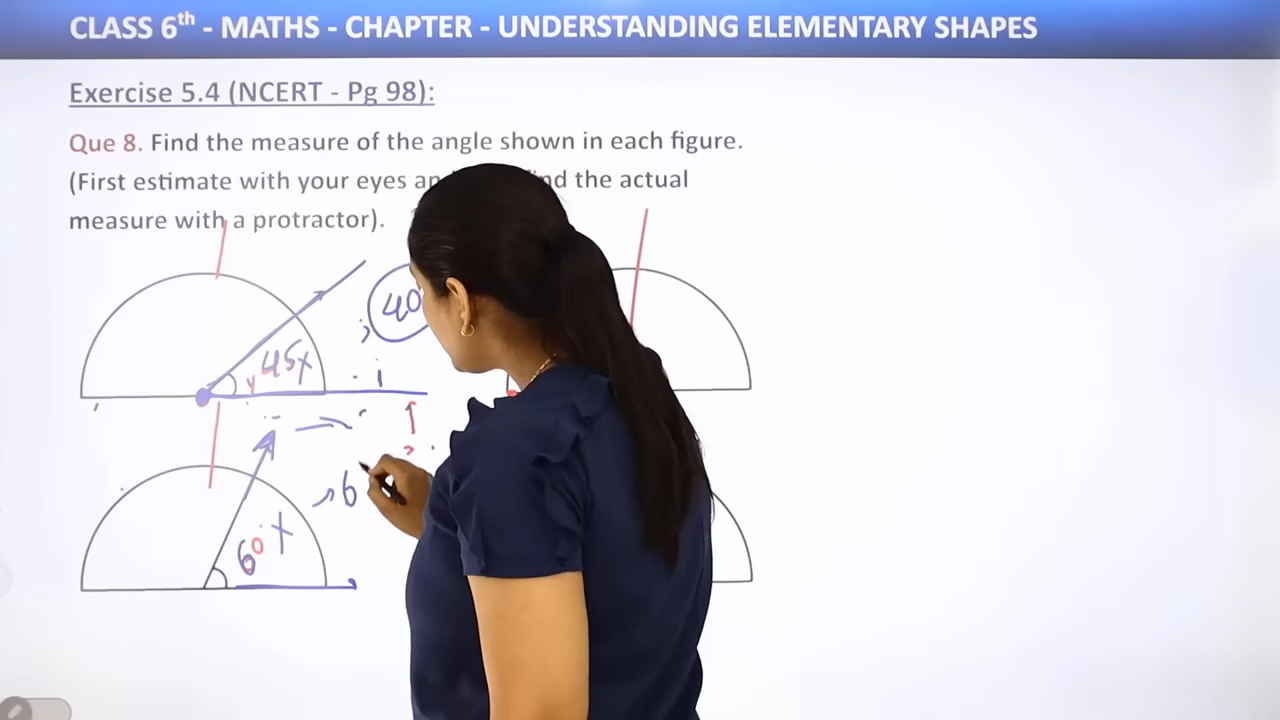 CLASS 6th - MATHS - CHAPTER - UNDERSTANDING ELEMENTARY SHAPES
Exercise 5.4 (NCERT - Pg 98):
Que 8. Find the measure of the angle shown in each figure.
(First estimate with your eyes the actual
measure with a protractor).
40
45x
60° x
6